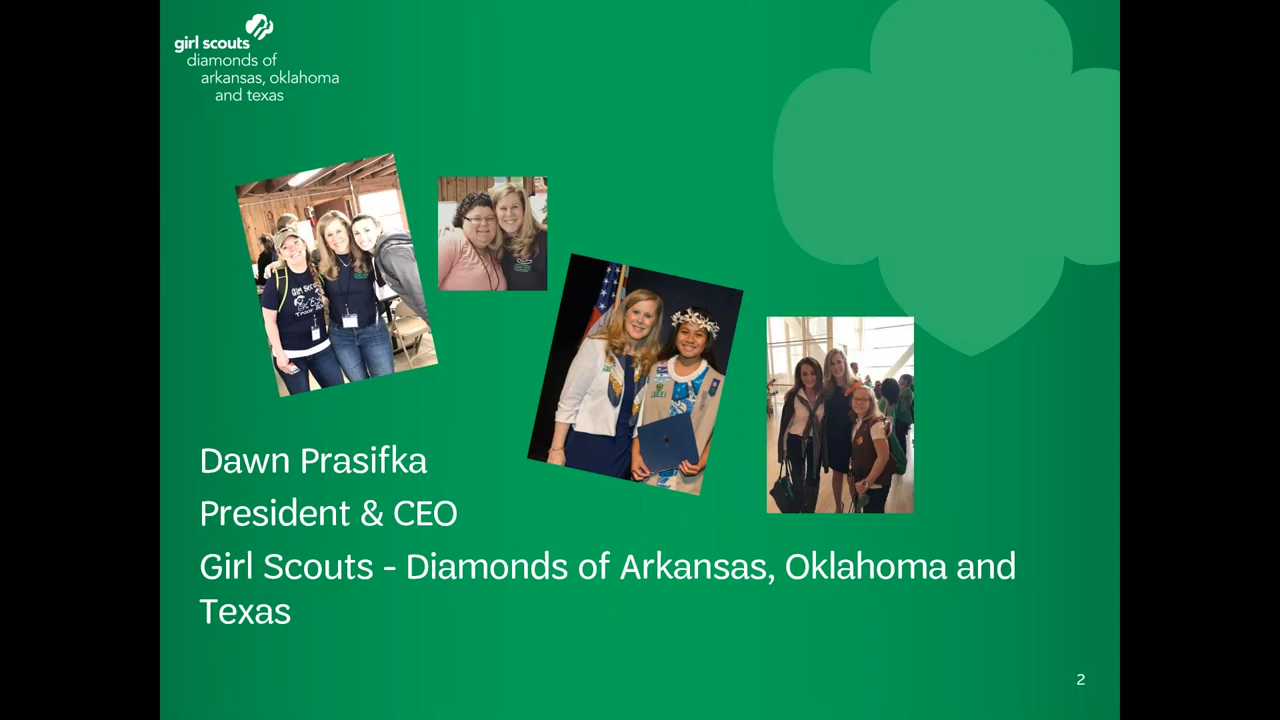 girl scouts
diamonds of
arkansas, oklahoma
and texas
Dawn Prasifka
President & CEO
Girl Scouts - Diamonds of Arkansas, Oklahoma and
Texas
2